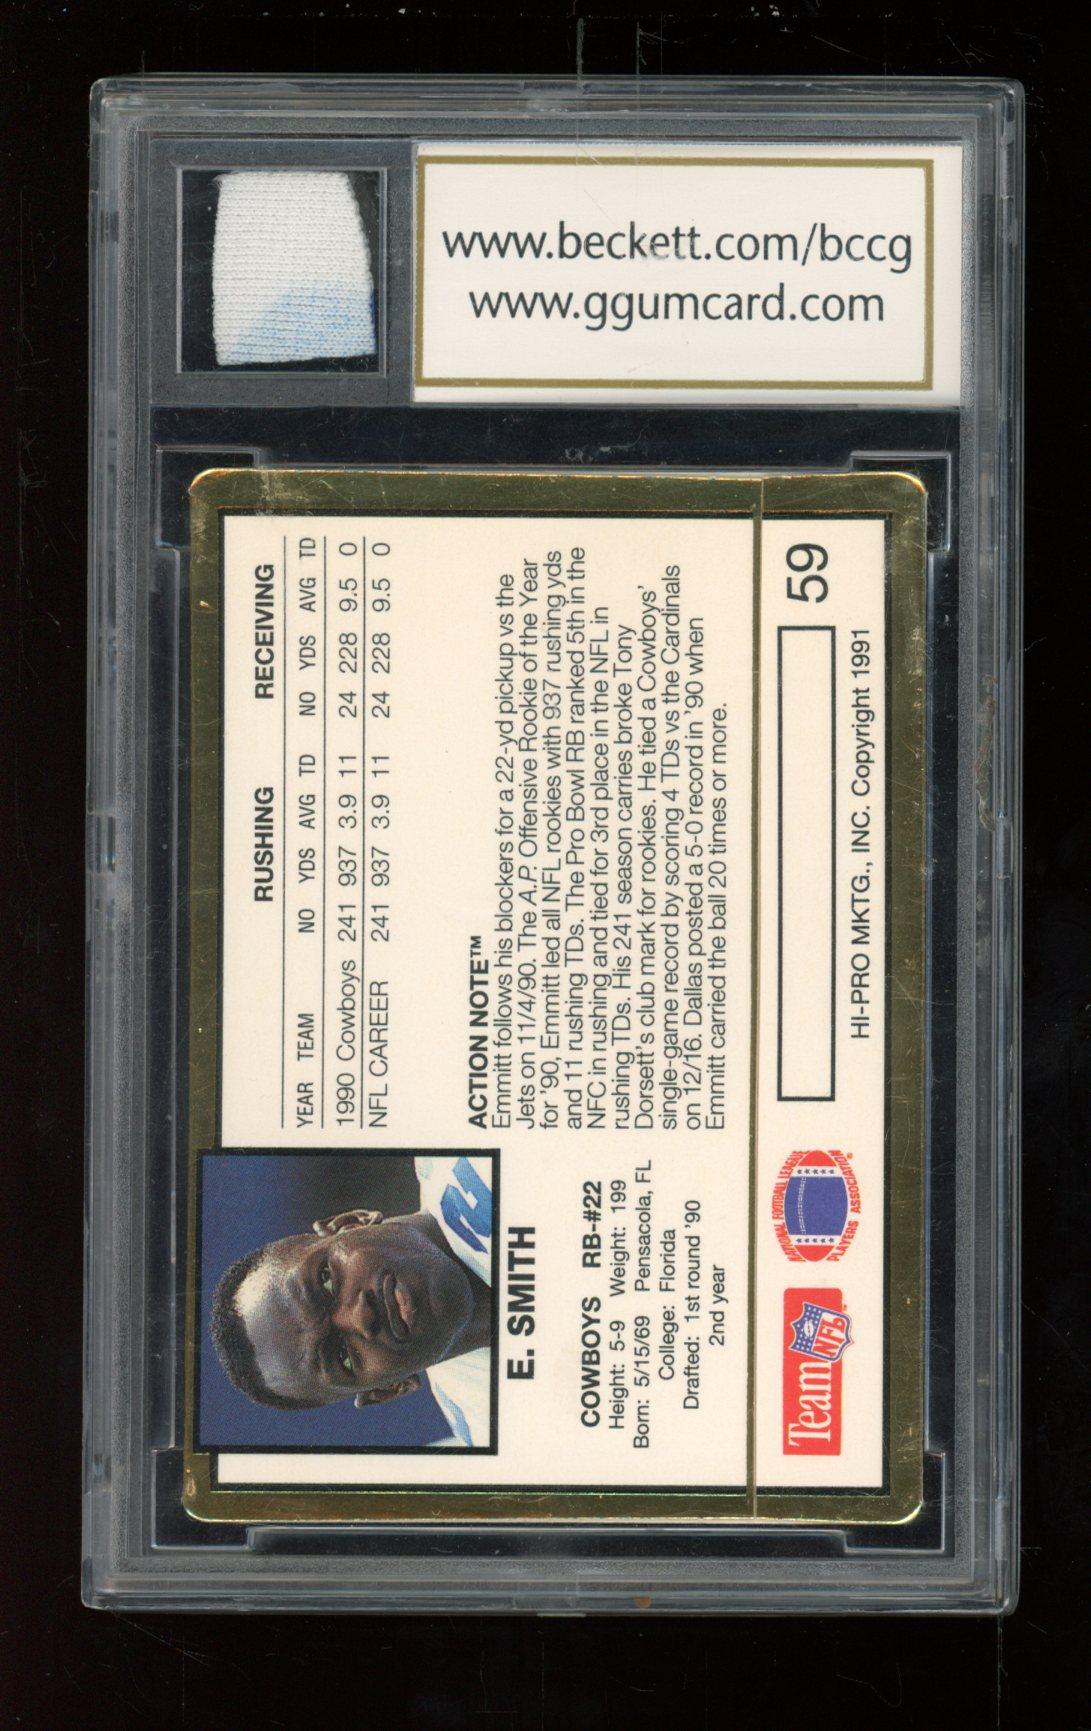 www.beckett.com/bccg
www.ggumcard.com
RUSHING RECEIVING
YEAR TEAM NO YDS AVG TD NO YDS AVG TD
1990 Cowboys 241 937 3.9 11 24 228 9.5 0
NFL CAREER 241 937 3.9 11 24 228 9.5 0
ACTION NOTE™
Emmitt follows his blockers for a 22-yd pickup vs the
Jets on 11/4/90. The A.P. Offensive Rookie of the Year
for '90, Emmitt led all NFL rookies with 937 rushing yds
and 11 rushing TDs. The Pro Bowl RB ranked 5th in the
NFC in rushing and tied for 3rd place in the NFL in
rushing TDs. His 241 season carries broke Tony
Dorsett's club mark for rookies. He tied a Cowboys'
single-game record by scoring 4 TDs vs the Cardinals
on 12/16. Dallas posted a 5-0 record in '90 when
Emmitt carried the ball 20 times or more.
E. SMITH
COWBOYS RB-#22
Height: 5-9 Weight: 199
Born: 5/15/69 Pensacola, FL
College: Florida
Drafted: 1st round '90
2nd year
Team NFL
NATIONAL FOOTBALL LEAGUE
PLAYERS ASSOCIATION
59
HI-PRO MKTG., INC. Copyright 1991